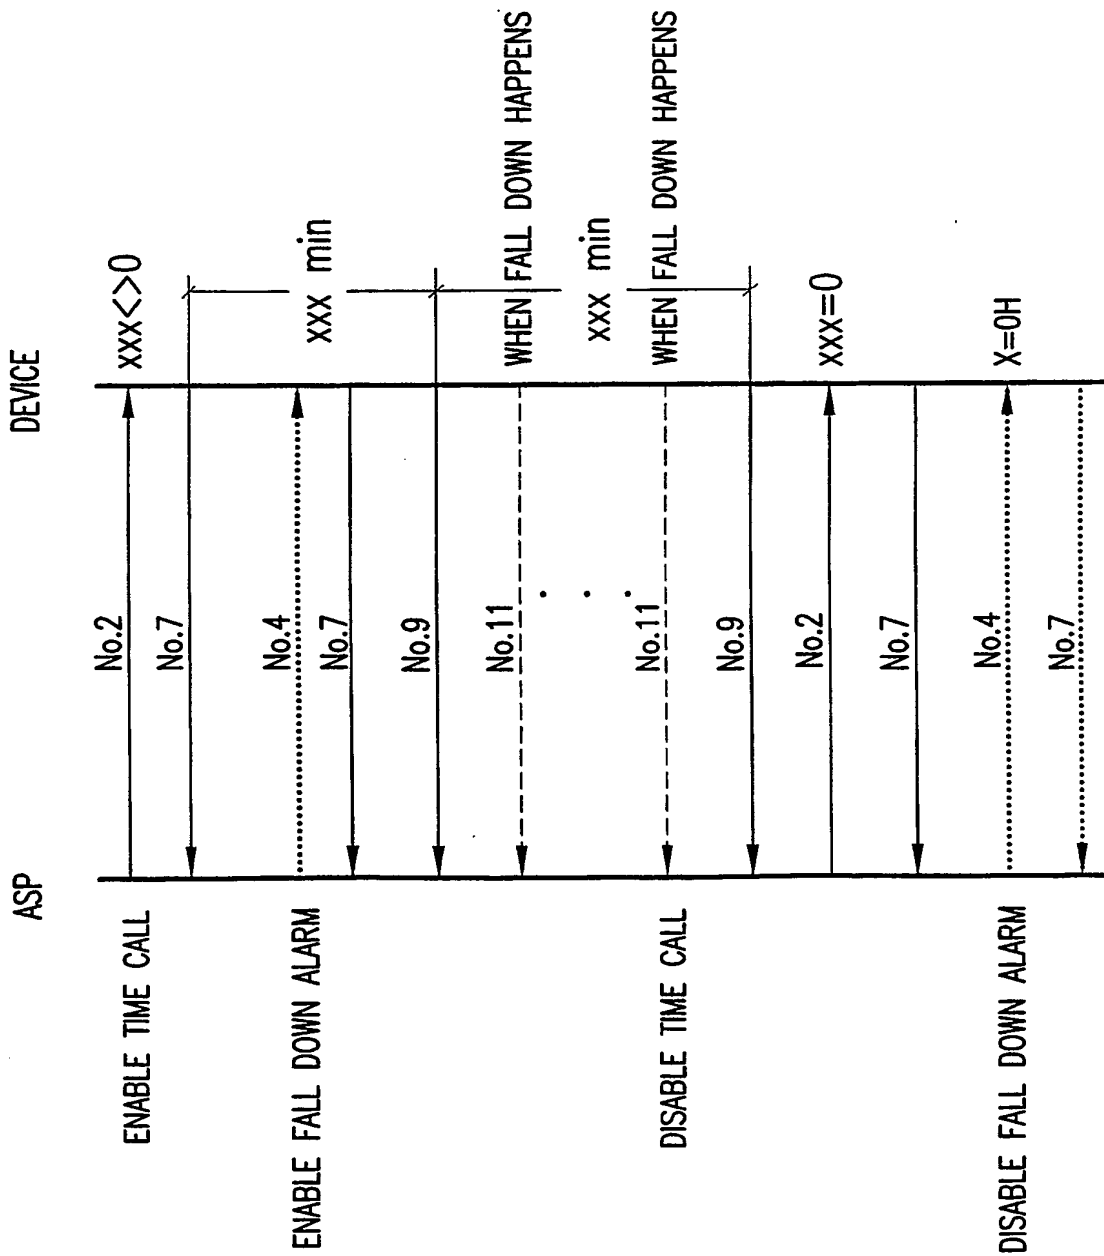 ASP
DEVICE
ENABLE TIME CALL
No.2
xxx<>0
No.7
ENABLE FALL DOWN ALARM
No.4
xxx min
No.7
No.9
No.11
WHEN FALL DOWN HAPPENS
. . .
xxx min
DISABLE TIME CALL
No.11
WHEN FALL DOWN HAPPENS
No.9
No.2
xxx=0
No.7
DISABLE FALL DOWN ALARM
No.4
X=0H
No.7